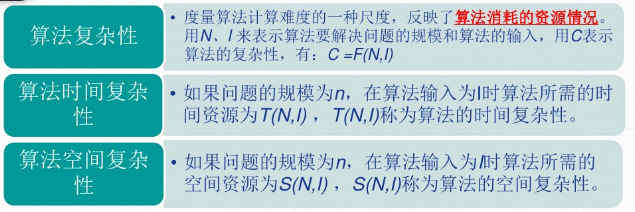 算法复杂性
• 度量算法计算难度的一种尺度，反映了算法消耗的资源情况。
用N、I 来表示算法要解决问题的规模和算法的输入，用C表示
算法的复杂性，有：C =F(N,I)
算法时间复杂
性
• 如果问题的规模为n，在算法输入为I时算法所需的时
间资源为T(N,I) ，T(N,I)称为算法的时间复杂性。
算法空间复杂
性
• 如果问题的规模为n，在算法输入为I时算法所需的
空间资源为S(N,I) ，S(N,I)称为算法的空间复杂性。